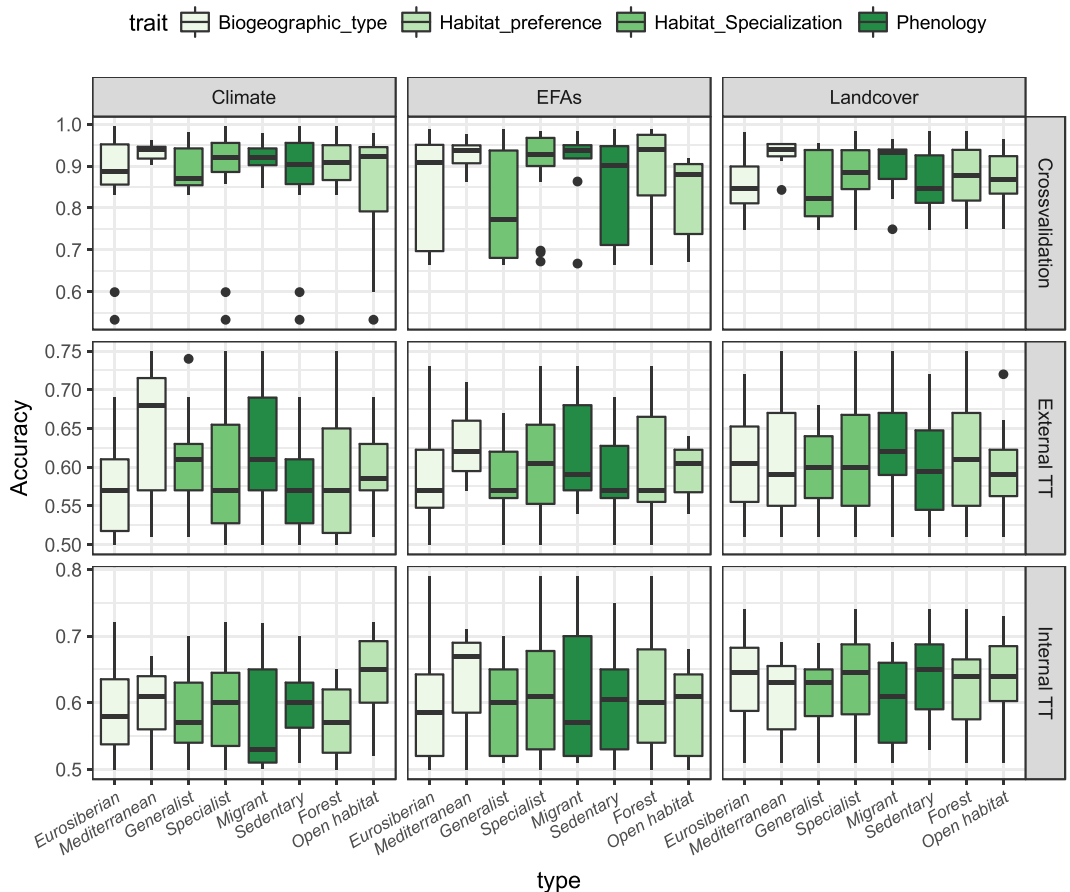 trait Biogeographic_type Habitat_preference Habitat_Specialization Phenology
Climate EFAs Landcover
1.0
0.9
0.8
0.7
0.6
Crossvalidation
0.75
0.70
0.65
0.60
0.55
0.50
External TT
Accuracy
0.8
0.7
0.6
0.5
Internal TT
Eurosiberian Mediterranean Generalist Specialist Migrant Sedentary Forest Open habitat
Eurosiberian Mediterranean Generalist Specialist Migrant Sedentary Forest Open habitat
Eurosiberian Mediterranean Generalist Specialist Migrant Sedentary Forest Open habitat
type